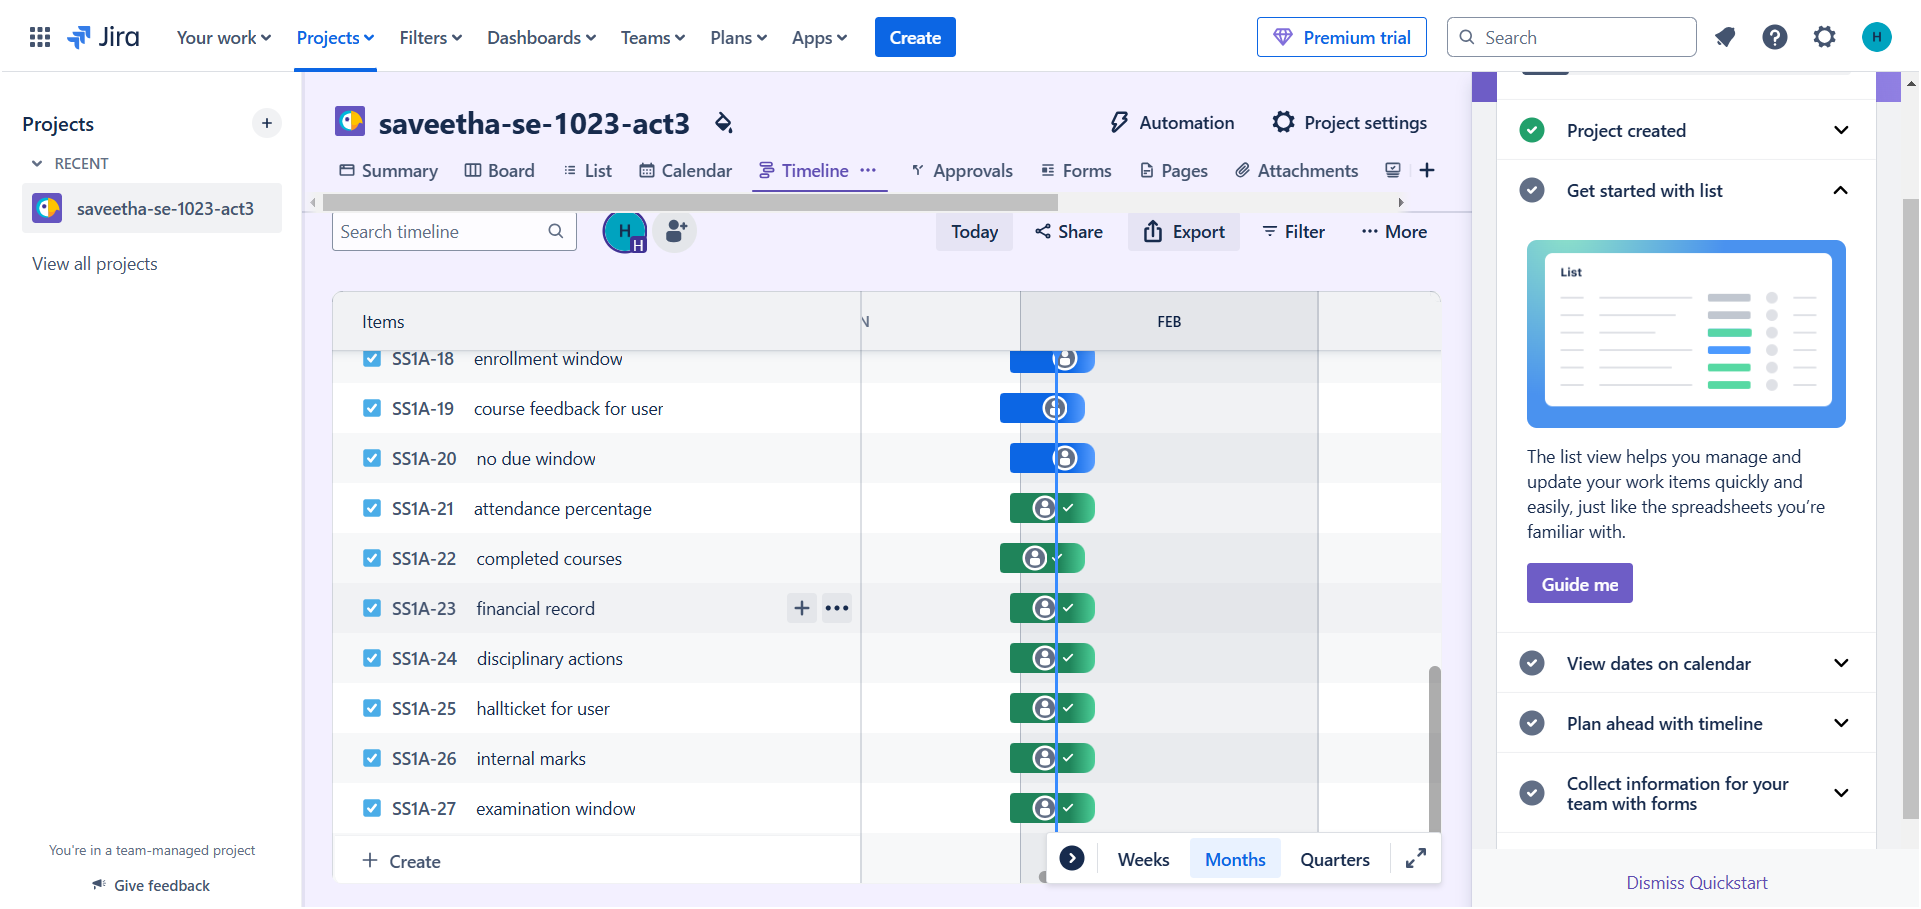 Jira
Your work
Projects
Filters
Dashboards
Teams
Plans
Apps
Create
Premium trial
Search
H
Projects
RECENT
saveetha-se-1023-act3
View all projects
You're in a team-managed project
Give feedback
saveetha-se-1023-act3
Automation
Project settings
Summary
Board
List
Calendar
Timeline
Approvals
Forms
Pages
Attachments
Search timeline
H
H
Today
Share
Export
Filter
More
Items
FEB
SS1A-18 enrollment window
SS1A-19 course feedback for user
SS1A-20 no due window
SS1A-21 attendance percentage
SS1A-22 completed courses
SS1A-23 financial record
SS1A-24 disciplinary actions
SS1A-25 hallticket for user
SS1A-26 internal marks
SS1A-27 examination window
Create
Weeks
Months
Quarters
Project created
Get started with list
List
The list view helps you manage and
update your work items quickly and
easily, just like the spreadsheets you’re
familiar with.
Guide me
View dates on calendar
Plan ahead with timeline
Collect information for your
team with forms
Dismiss Quickstart